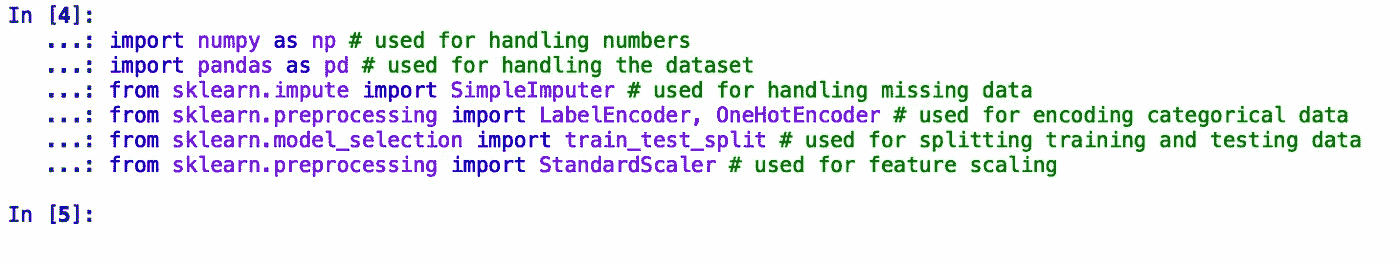 In [4]:
...: import numpy as np # used for handling numbers
...: import pandas as pd # used for handling the dataset
...: from sklearn.impute import SimpleImputer # used for handling missing data
...: from sklearn.preprocessing import LabelEncoder, OneHotEncoder # used for encoding categorical data
...: from sklearn.model_selection import train_test_split # used for splitting training and testing data
...: from sklearn.preprocessing import StandardScaler # used for feature scaling
In [5]: